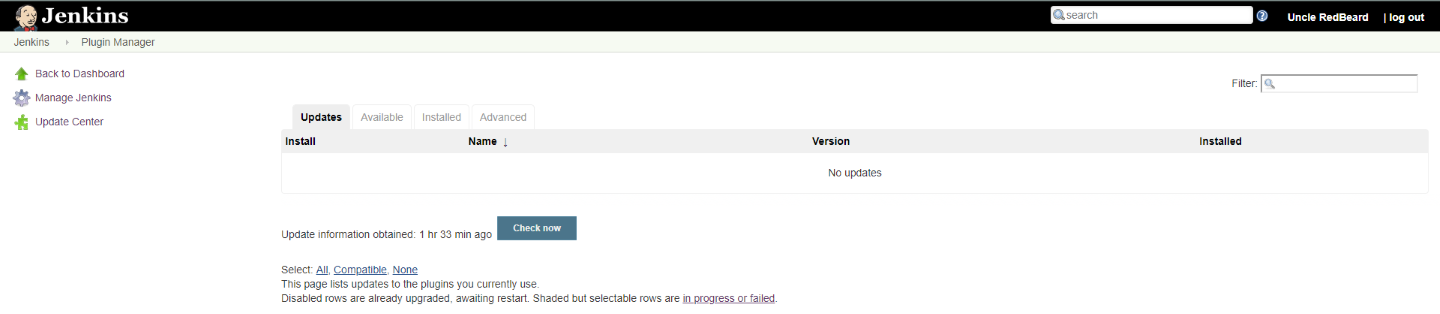 Jenkins
search
Uncle RedBeard
| log out
Jenkins
Plugin Manager
Back to Dashboard
Manage Jenkins
Update Center
Filter:
Updates
Available
Installed
Advanced
Install
Name ↓
Version
Installed
No updates
Update information obtained: 1 hr 33 min ago
Check now
Select: All, Compatible, None
This page lists updates to the plugins you currently use.
Disabled rows are already upgraded, awaiting restart. Shaded but selectable rows are in progress or failed.